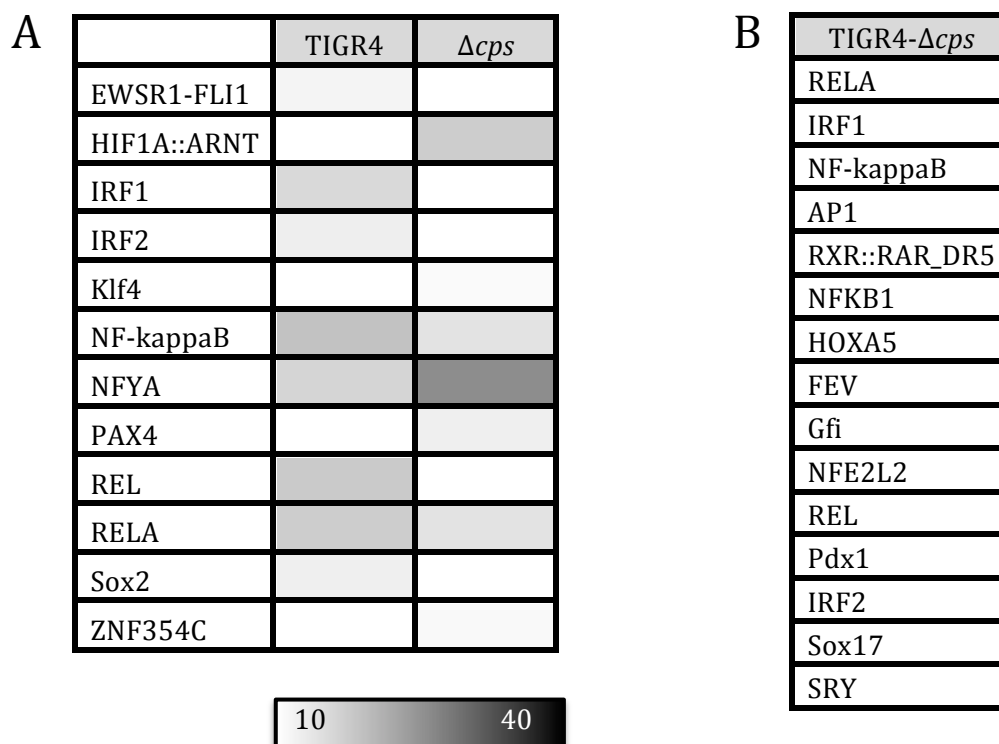 A
TIGR4 Δcps
EWSR1-FLI1
HIF1A::ARNT
IRF1
IRF2
Klf4
NF-kappaB
NFYA
PAX4
REL
RELA
Sox2
ZNF354C
10 40
B
TIGR4-Δcps
RELA
IRF1
NF-kappaB
AP1
RXR::RAR_DR5
NFKB1
HOXA5
FEV
Gfi
NFE2L2
REL
Pdx1
IRF2
Sox17
SRY